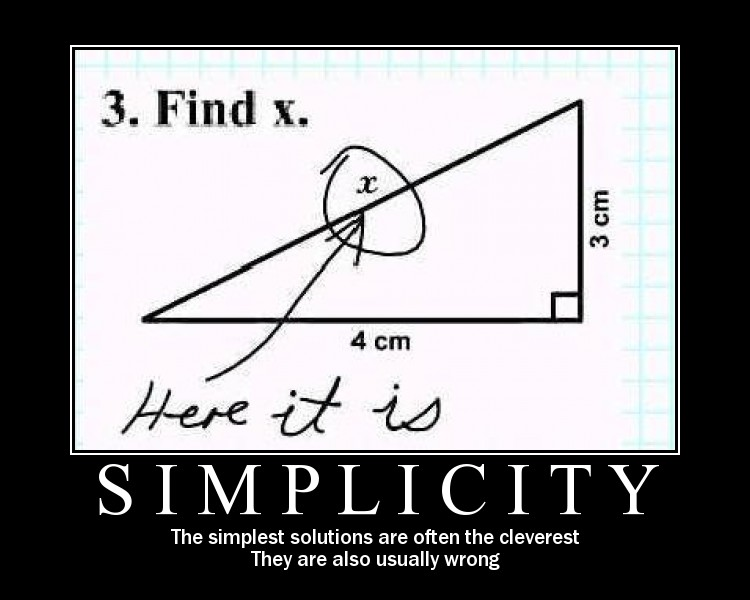 3. Find x.
x
3 cm
4 cm
Here it is
SIMPLICITY
The simplest solutions are often the cleverest
They are also usually wrong